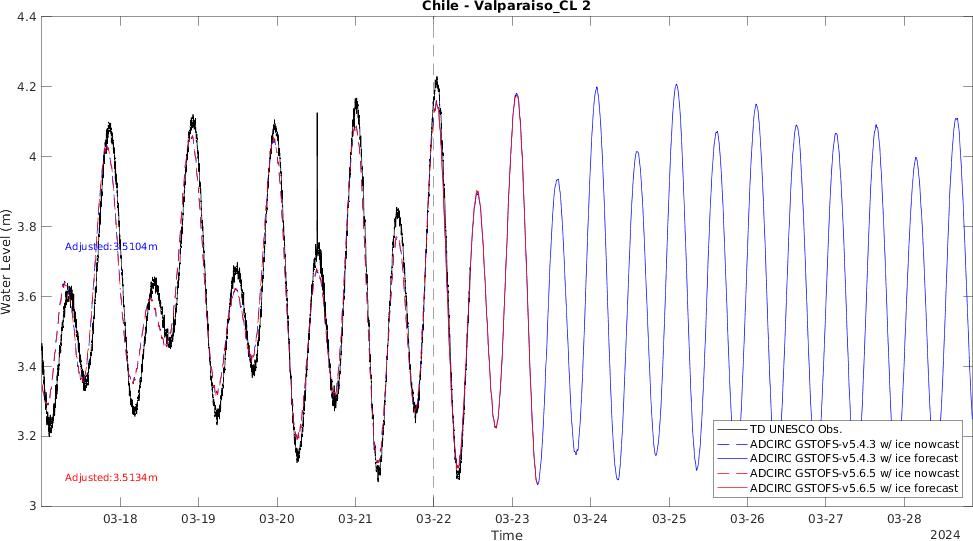 Chile - Valparaiso_CL 2
4.4
4.2
4
3.8
3.6
3.4
3.2
3
Water Level (m)
Adjusted:3.5104m
Adjusted:3.5134m
TD UNESCO Obs.
ADCIRC GSTOFS-v5.4.3 w/ ice nowcast
ADCIRC GSTOFS-v5.4.3 w/ ice forecast
ADCIRC GSTOFS-v5.6.5 w/ ice nowcast
ADCIRC GSTOFS-v5.6.5 w/ ice forecast
03-18 03-19 03-20 03-21 03-22 03-23 03-24 03-25 03-26 03-27 03-28
Time
2024